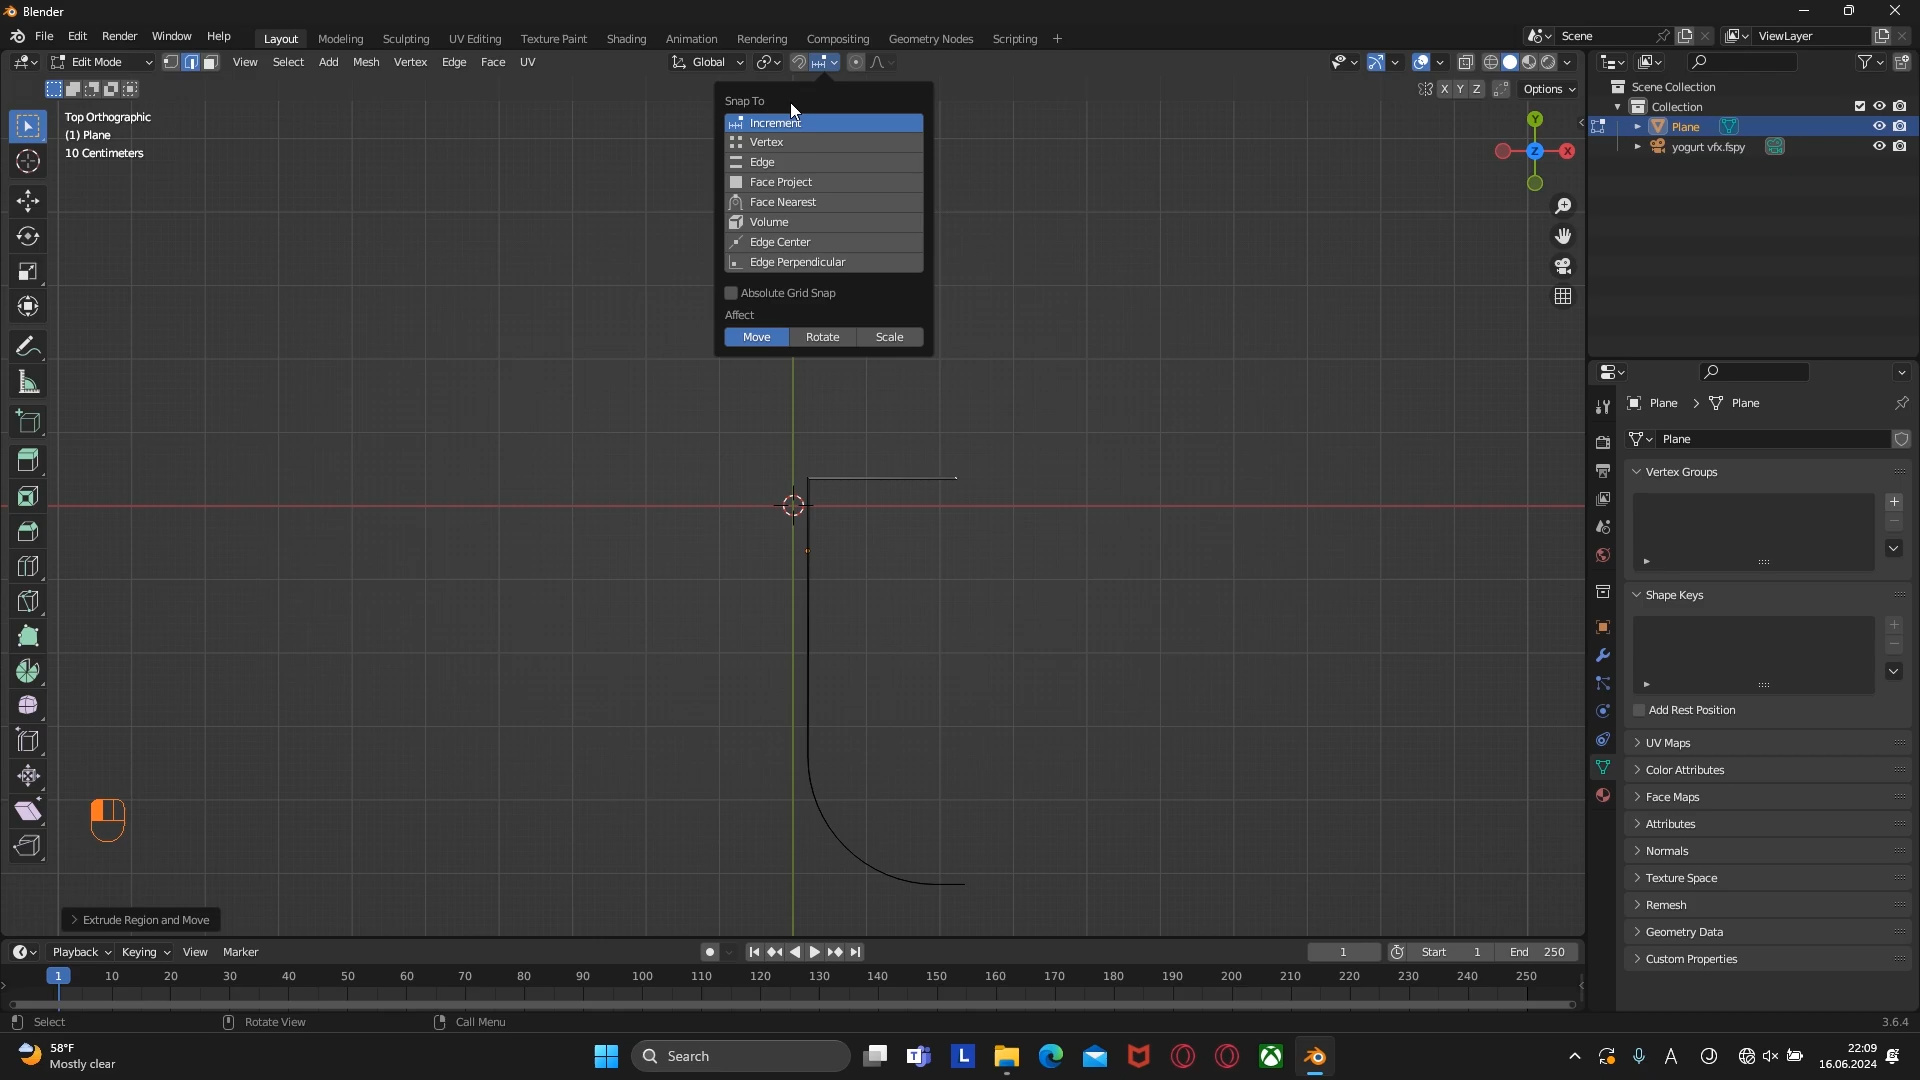 Blender
File Edit Render Window Help
Layout Modeling Sculpting UV Editing Texture Paint Shading Animation Rendering Compositing Geometry Nodes Scripting +
Scene
ViewLayer
Edit Mode
View Select Add Mesh Vertex Edge Face UV
Global
X Y Z
Options
Top Orthographic
(1) Plane
10 Centimeters
Snap To
Increment
Vertex
Edge
Face Project
Face Nearest
Volume
Edge Center
Edge Perpendicular
Absolute Grid Snap
Affect
Move Rotate Scale
Y
Z
X
Scene Collection
Collection
Plane
yogurt vfx.fspy
Plane > Plane
Plane
Vertex Groups
Shape Keys
Add Rest Position
UV Maps
Color Attributes
Face Maps
Attributes
Normals
Texture Space
Remesh
Geometry Data
Custom Properties
Extrude Region and Move
Playback Keying View Marker
1
Start 1
End 250
1 10 20 30 40 50 60 70 80 90 100 110 120 130 140 150 160 170 180 190 200 210 220 230 240 250
Select
Rotate View
Call Menu
3.6.4
58°F
Mostly clear
Search
L
A
22:09
16.06.2024